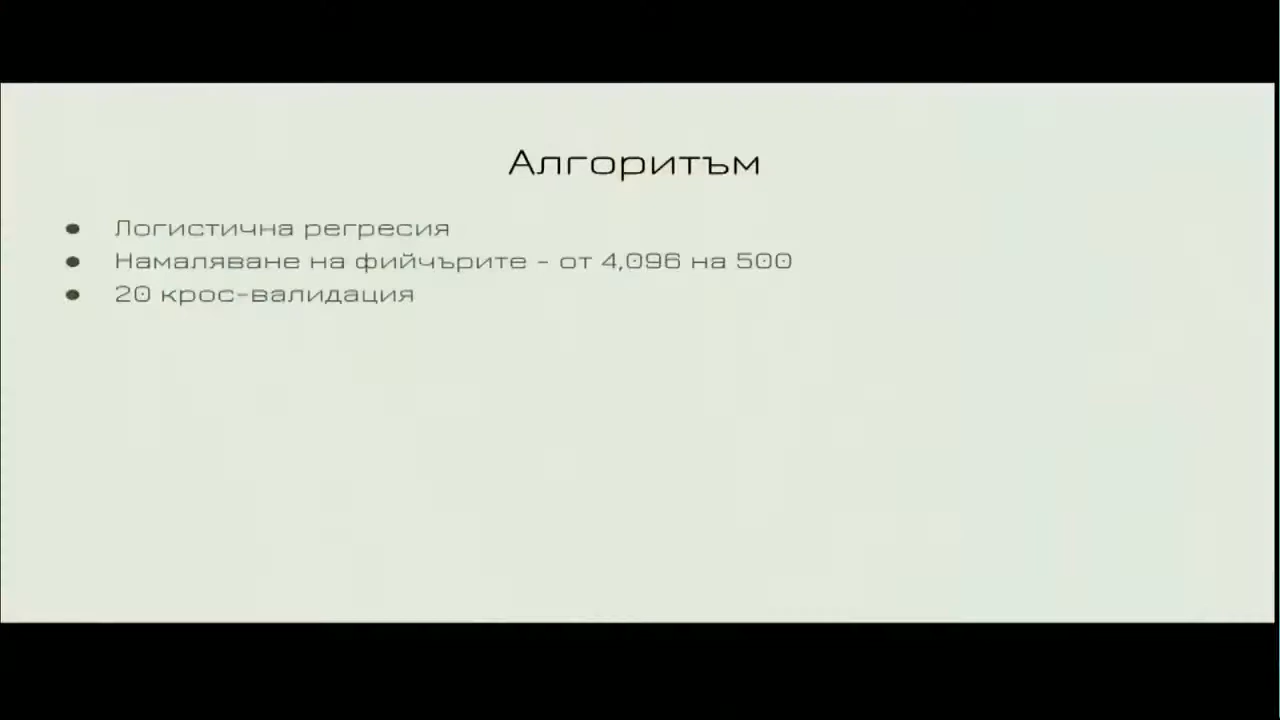 Алгоритъм
● Логистична регресия
● Намаляване на фийчърите - от 4,096 на 500
● 20 крос-валидация